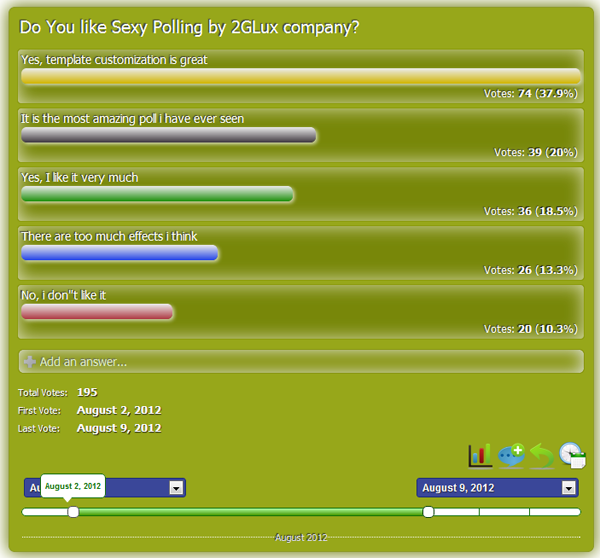 Do You like Sexy Polling by 2GLux company?
Yes, template customization is great
Votes: 74 (37.9%)
It is the most amazing poll i have ever seen
Votes: 39 (20%)
Yes, I like it very much
Votes: 36 (18.5%)
There are too much effects i think
Votes: 26 (13.3%)
No, i don"t like it
Votes: 20 (10.3%)
Add an answer...
Total Votes: 195
First Vote: August 2, 2012
Last Vote: August 9, 2012
August 2, 2012
August 9, 2012
August 2012